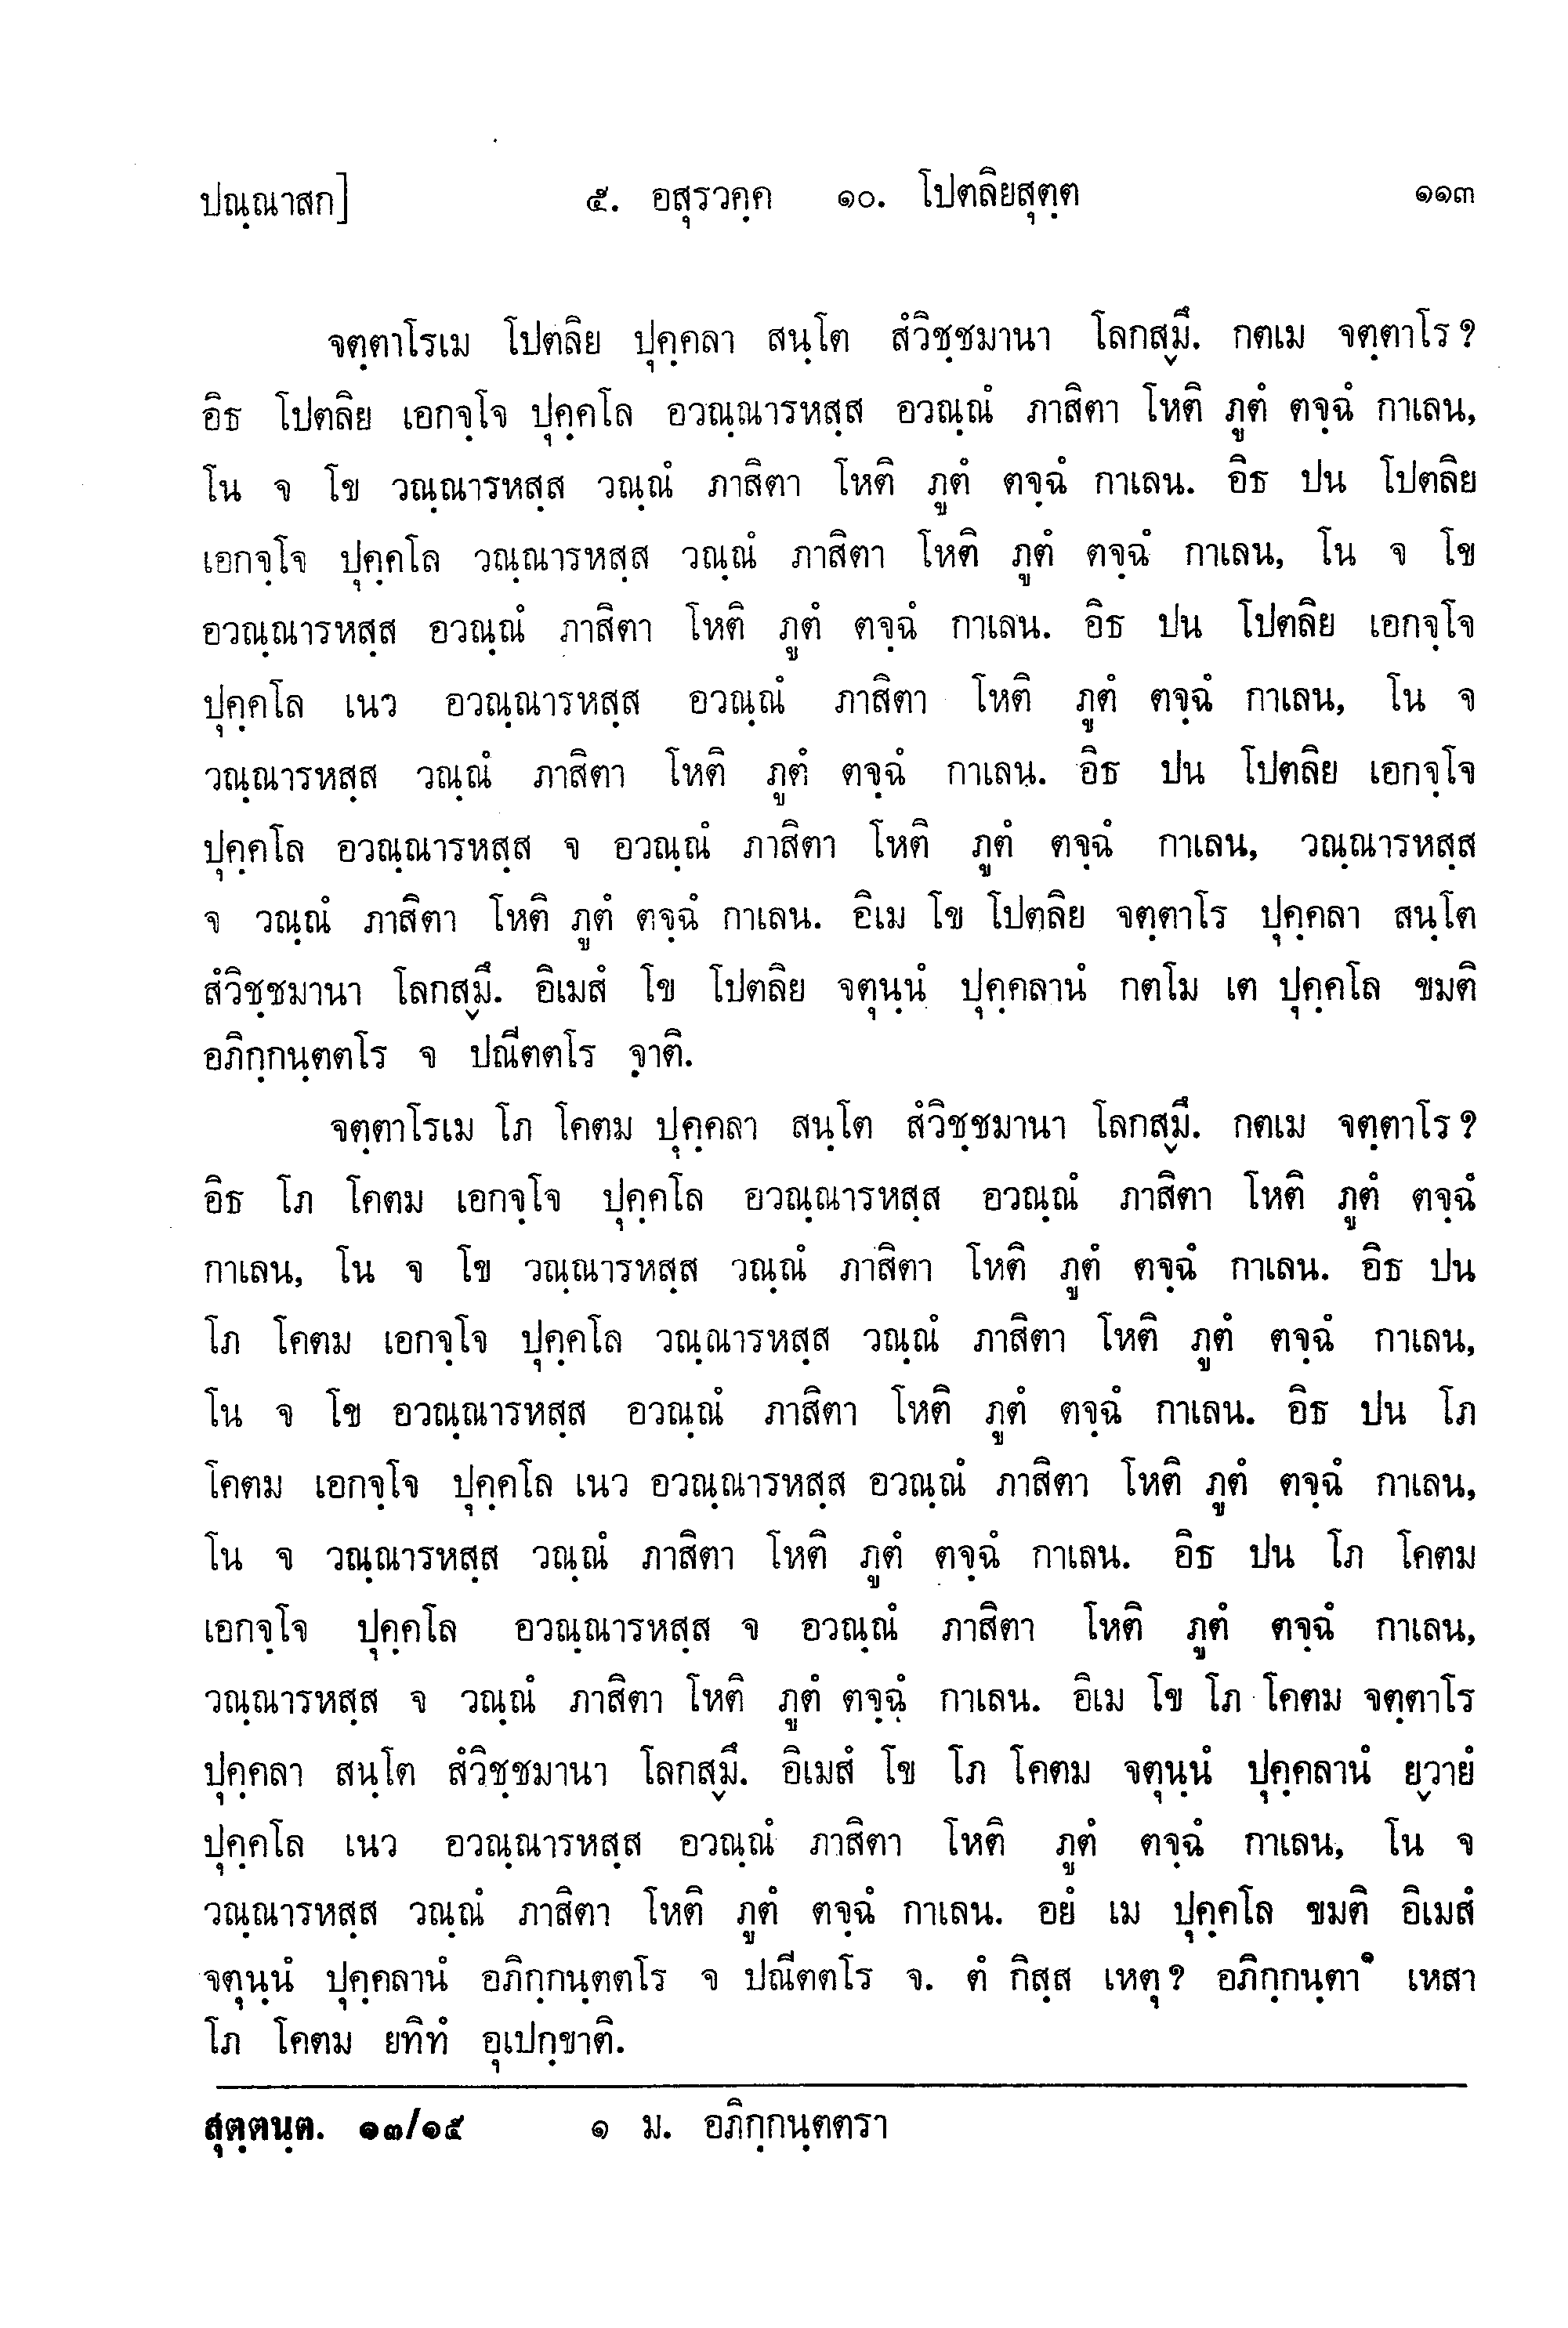 ปณฺณาสก] ๕. อสุรวคฺค ๑๐. โปตลิยสุตฺต ๑๑๓
จตฺตาโรเม โปตลิย ปุคฺคลา สนฺโต สํวิชฺชมานา โลกสฺมึ. กตเม จตฺตาโร ?
อิธ โปตลิย เอกจฺโจ ปุคฺคโล อวณฺณารหสฺส อวณฺณํ ภาสิตา โหติ ภูตํ ตจฺฉํ กาเลน,
โน จ โข วณฺณารหสฺส วณฺณํ ภาสิตา โหติ ภูตํ ตจฺฉํ กาเลน. อิธ ปน โปตลิย
เอกจฺโจ ปุคฺคโล วณฺณารหสฺส วณฺณํ ภาสิตา โหติ ภูตํ ตจฺฉํ กาเลน, โน จ โข
อวณฺณารหสฺส อวณฺณํ ภาสิตา โหติ ภูตํ ตจฺฉํ กาเลน. อิธ ปน โปตลิย เอกจฺโจ
ปุคฺคโล เนว อวณฺณารหสฺส อวณฺณํ ภาสิตา โหติ ภูตํ ตจฺฉํ กาเลน, โน จ
วณฺณารหสฺส วณฺณํ ภาสิตา โหติ ภูตํ ตจฺฉํ กาเลน. อิธ ปน โปตลิย เอกจฺโจ
ปุคฺคโล อวณฺณารหสฺส จ อวณฺณํ ภาสิตา โหติ ภูตํ ตจฺฉํ กาเลน, วณฺณารหสฺส
จ วณฺณํ ภาสิตา โหติ ภูตํ ตจฺฉํ กาเลน. อิเม โข โปตลิย จตฺตาโร ปุคฺคลา สนฺโต
สํวิชฺชมานา โลกสฺมึ. อิเมสํ โข โปตลิย จตุนฺนํ ปุคฺคลานํ กตโม เต ปุคฺคโล ขมติ
อภิกฺกนฺตตโร จ ปณีตตโร จฺาติ.
จตฺตาโรเม โภ โคตม ปุคฺคลา สนฺโต สํวิชฺชมานา โลกสฺมึ. กตเม จตฺตาโร ?
อิธ โภ โคตม เอกจฺโจ ปุคฺคโล อวณฺณารหสฺส อวณฺณํ ภาสิตา โหติ ภูตํ ตจฺฉํ
กาเลน, โน จ โข วณฺณารหสฺส วณฺณํ ภาสิตา โหติ ภูตํ ตจฺฉํ กาเลน. อิธ ปน
โภ โคตม เอกจฺโจ ปุคฺคโล วณฺณารหสฺส วณฺณํ ภาสิตา โหติ ภูตํ ตจฺฉํ กาเลน,
โน จ โข อวณฺณารหสฺส อวณฺณํ ภาสิตา โหติ ภูตํ ตจฺฉํ กาเลน. อิธ ปน โภ
โคตม เอกจฺโจ ปุคฺคโล เนว อวณฺณารหสฺส อวณฺณํ ภาสิตา โหติ ภูตํ ตจฺฉํ กาเลน,
โน จ วณฺณารหสฺส วณฺณํ ภาสิตา โหติ ภูตํ ตจฺฉํ กาเลน. อิธ ปน โภ โคตม
เอกจฺโจ ปุคฺคโล อวณฺณารหสฺส จ อวณฺณํ ภาสิตา โหติ ภูตํ ตจฺฉํ กาเลน,
วณฺณารหสฺส จ วณฺณํ ภาสิตา โหติ ภูตํ ตจฺฉํ กาเลน. อิเม โข โภ โคตม จตฺตาโร
ปุคฺคลา สนฺโต สํวิชฺชมานา โลกสฺมึ. อิเมสํ โข โภ โคตม จตุนฺนํ ปุคฺคลานํ ยฺวายํ
ปุคฺคโล เนว อวณฺณารหสฺส อวณฺณํ ภาสิตา โหติ ภูตํ ตจฺฉํ กาเลน, โน จ
วณฺณารหสฺส วณฺณํ ภาสิตา โหติ ภูตํ ตจฺฉํ กาเลน. อยํ เม ปุคฺคโล ขมติ อิเมสํ
จตุนฺนํ ปุคฺคลานํ อภิกฺกนฺตตโร จ ปณีตตโร จ. ตํ กิสฺส เหตุ ? อภิกฺกนฺตา๑ เหสา
โภ โคตม ยทิทํ อุเปกฺขาติ.
สุตฺตนฺต. ๑๓/๑๕ ๑ ม. อภิกฺกนฺตตรา